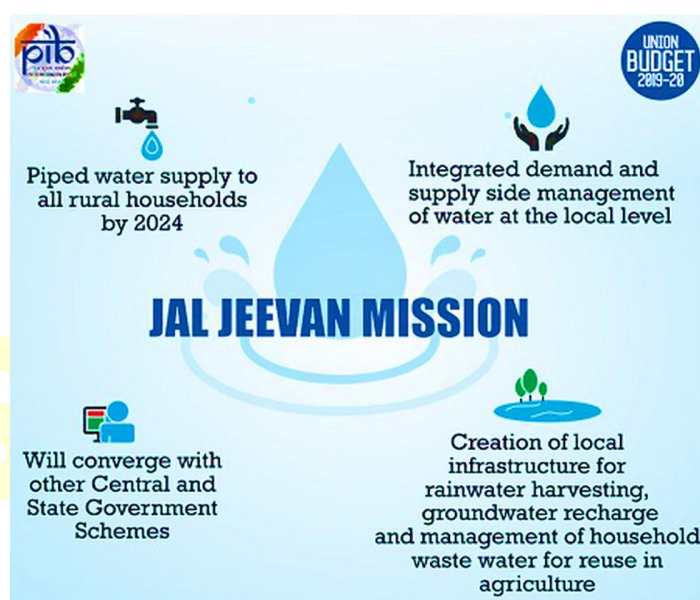 pib
UNION
BUDGET
2019-20
Piped water supply to
all rural households
by 2024
Integrated demand and
supply side management
of water at the local level
JAL JEEVAN MISSION
Will converge with
other Central and
State Government
Schemes
Creation of local
infrastructure for
rainwater harvesting,
groundwater recharge
and management of household
waste water for reuse in
agriculture